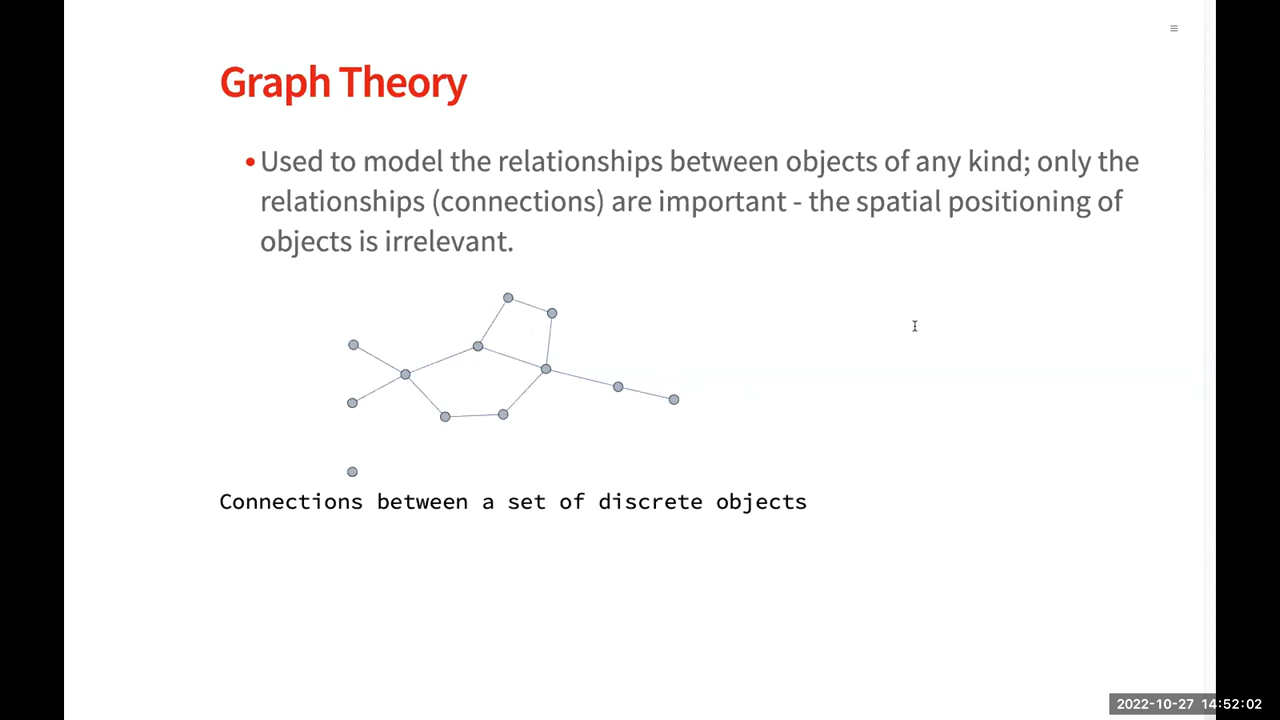 Graph Theory
•Used to model the relationships between objects of any kind; only the
relationships (connections) are important - the spatial positioning of
objects is irrelevant.
Connections between a set of discrete objects
2022-10-27 14:52:02